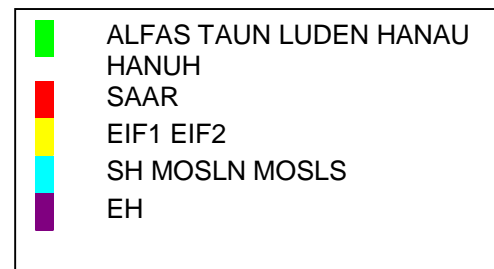 ALFAS TAUN LUDEN HANAU
HANUH
SAAR
EIF1 EIF2
SH MOSLN MOSLS
EH